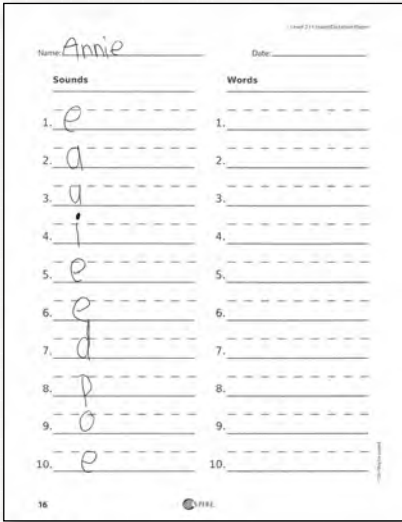 Name: Annie Date:
Sounds Words
1. e 1.
2. a 2.
3. 3.
4. i 4.
5. e 5.
6. e 6.
7. d 7.
8. p 8.
9. o 9.
10. e 10.
16 SPIRE